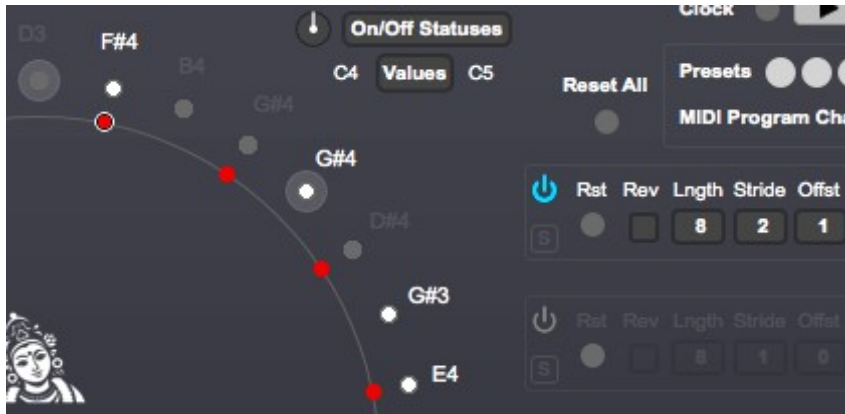 D3
F#4
B4
G#4
G#4
D#4
G#3
E4
On/Off Statuses
C4 Values C5
Reset All
Clock
Presets
MIDI Program Cha
Rst Rev Lngth Stride Offst
S 8 2 1
Rst Rev Lngth Stride Offst
S 8 1 0